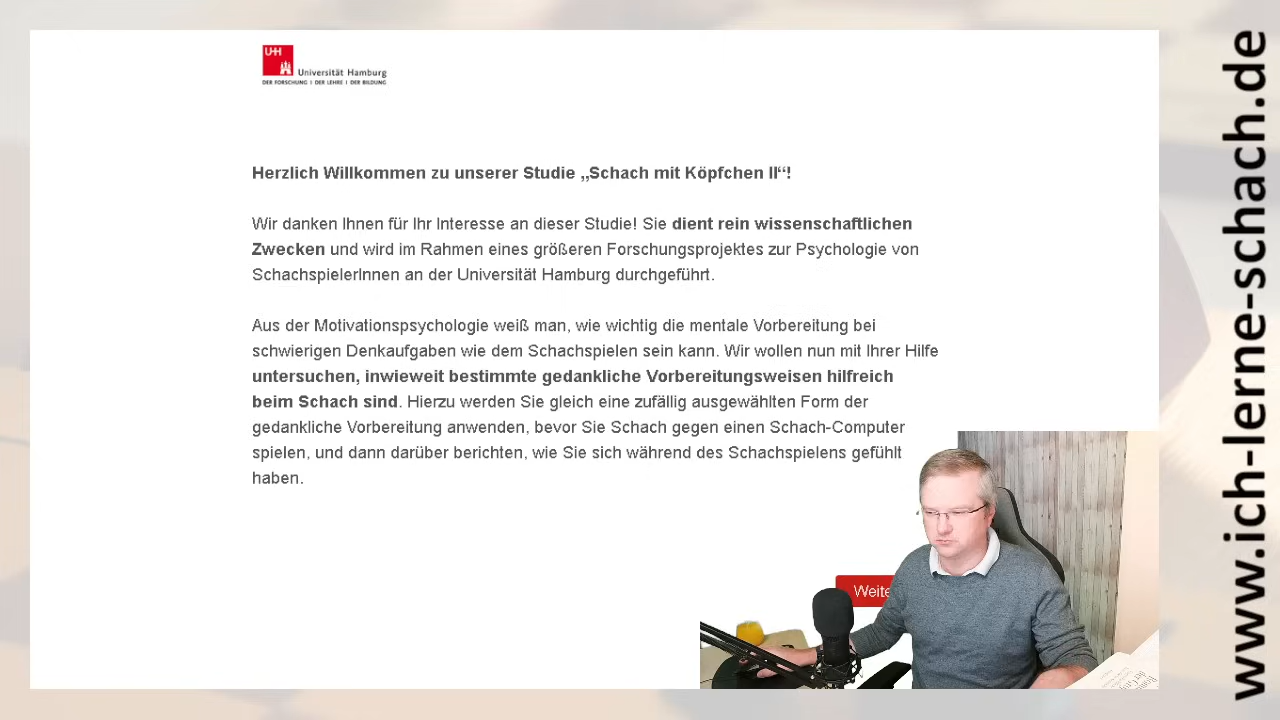 UH
Universität Hamburg
DER FORSCHUNG | DER LEHRE | DER BILDUNG
Herzlich Willkommen zu unserer Studie „Schach mit Köpfchen II“!
Wir danken Ihnen für Ihr Interesse an dieser Studie! Sie dient rein wissenschaftlichen
Zwecken und wird im Rahmen eines größeren Forschungsprojektes zur Psychologie von
SchachspielerInnen an der Universität Hamburg durchgeführt.
Aus der Motivationspsychologie weiß man, wie wichtig die mentale Vorbereitung bei
schwierigen Denkaufgaben wie dem Schachspielen sein kann. Wir wollen nun mit Ihrer Hilfe
untersuchen, inwieweit bestimmte gedankliche Vorbereitungsweisen hilfreich
beim Schach sind. Hierzu werden Sie gleich eine zufällig ausgewählten Form der
gedankliche Vorbereitung anwenden, bevor Sie Schach gegen einen Schach-Computer
spielen, und dann darüber berichten, wie Sie sich während des Schachspielens gefühlt
haben.
Weite
www.ich-lerne-schach.de